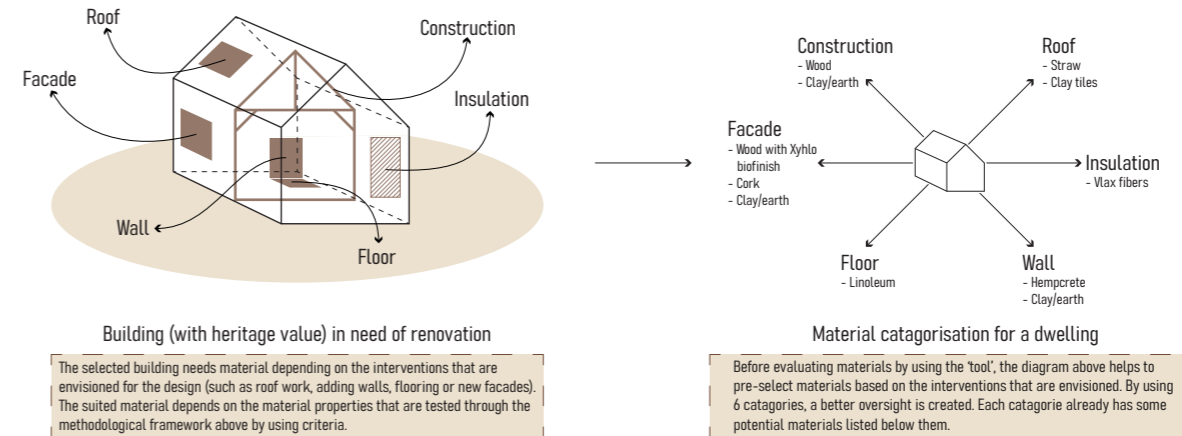 Roof
Construction
Facade
Insulation
Wall
Floor
Building (with heritage value) in need of renovation
The selected building needs material depending on the interventions that are
envisioned for the design (such as roof work, adding walls, flooring or new facades).
The suited material depends on the material properties that are tested through the
methodological framework above by using criteria.
Construction
- Wood
- Clay/earth
Roof
- Straw
- Clay tiles
Facade
- Wood with Xyhlo
biofinish
- Cork
- Clay/earth
Insulation
- Vlax fibers
Floor
- Linoleum
Wall
- Hempcrete
- Clay/earth
Material catagorisation for a dwelling
Before evaluating materials by using the 'tool', the diagram above helps to
pre-select materials based on the interventions that are envisioned. By using
6 catagories, a better oversight is created. Each catagorie already has some
potential materials listed below them.